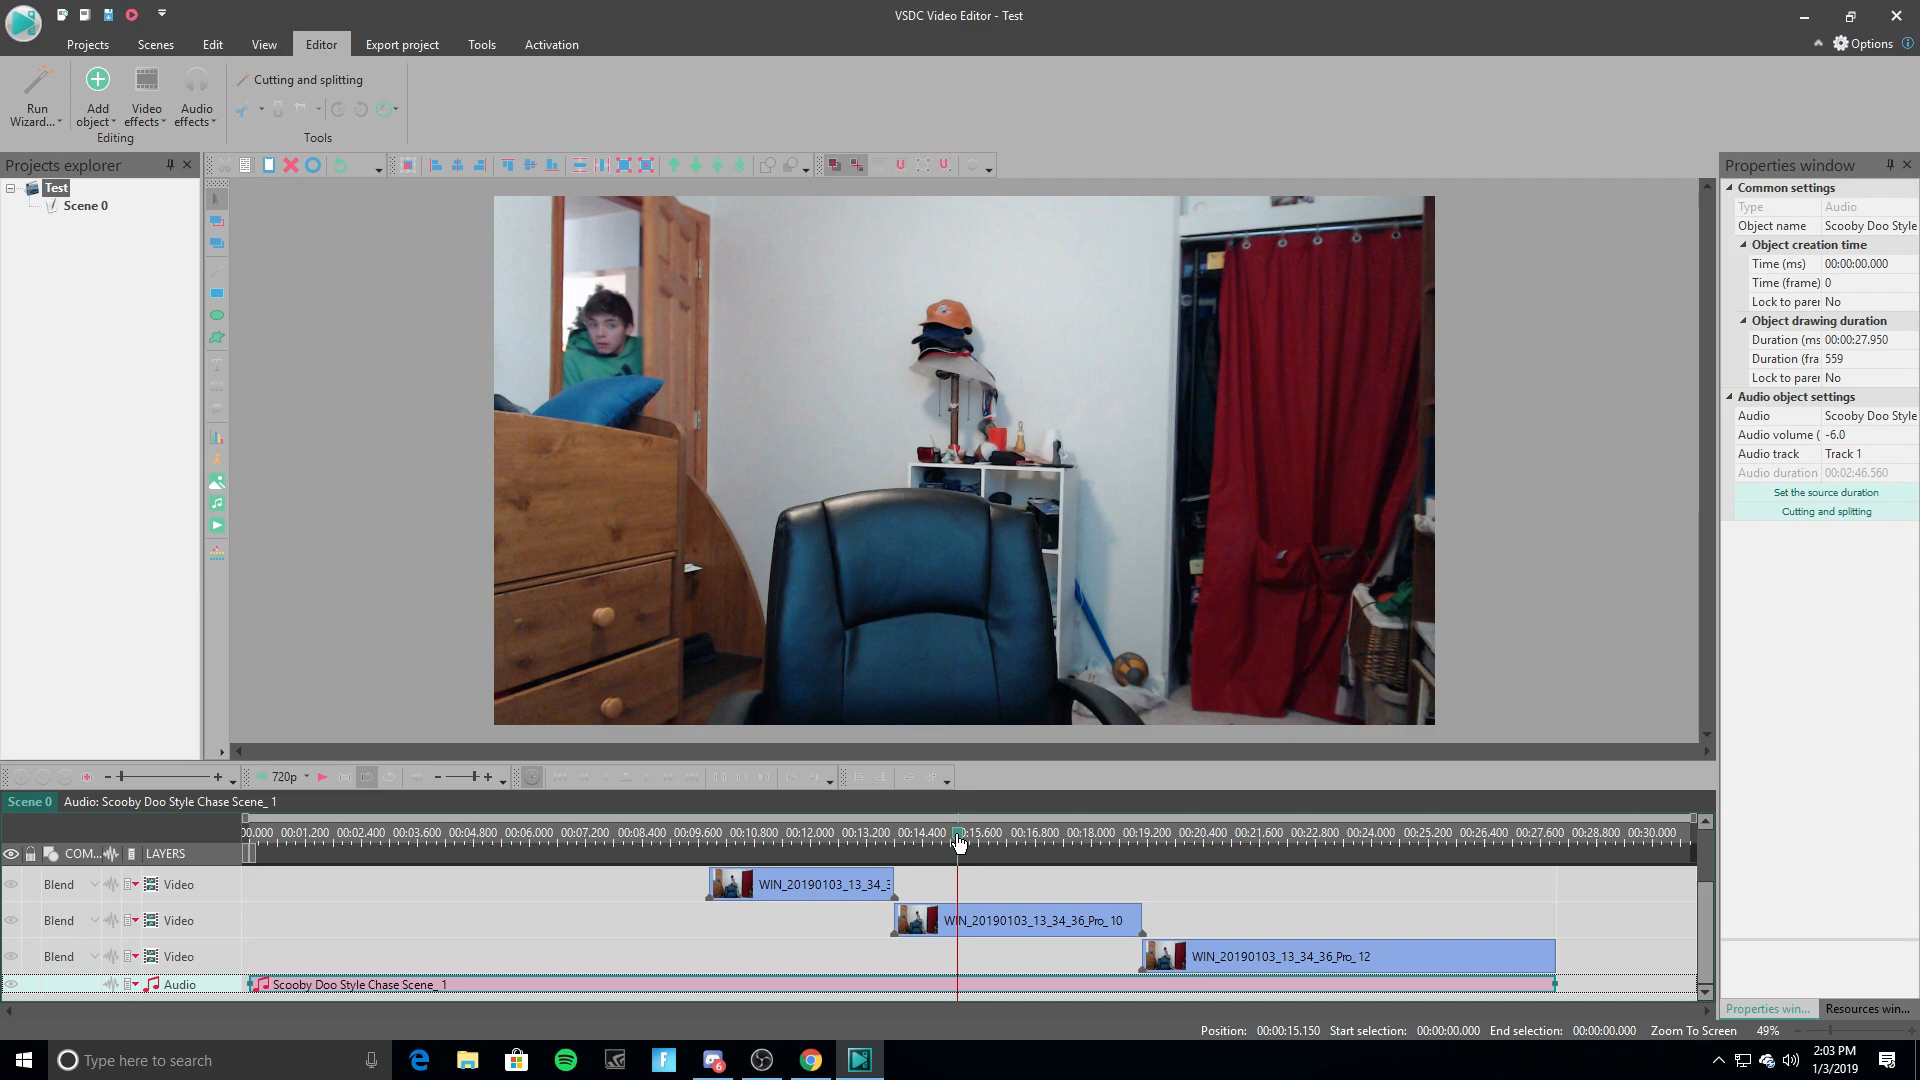 VSDC Video Editor - Test
Projects Scenes Edit View Editor Export project Tools Activation
Options
Cutting and splitting
Run Wizard...
Add object
Video effects
Audio effects
Editing
Tools
Projects explorer
Test
Scene 0
Properties window
Common settings
Type Audio
Object name Scooby Doo Style
Object creation time
Time (ms) 00:00:00.000
Time (frame) 0
Lock to parer No
Object drawing duration
Duration (ms 00:00:27.950
Duration (fra 559
Lock to parer No
Audio object settings
Audio Scooby Doo Style
Audio volume ( -6.0
Audio track Track 1
Audio duration 00:02:46.560
Set the source duration
Cutting and splitting
720p
Scene 0 Audio: Scooby Doo Style Chase Scene_ 1
00.000 00:01.200 00:02.400 00:03.600 00:04.800 00:06.000 00:07.200 00:08.400 00:09.600 00:10.800 00:12.000 00:13.200 00:14.400 00:15.600 00:16.800 00:18.000 00:19.200 00:20.400 00:21.600 00:22.800 00:24.000 00:25.200 00:26.400 00:27.600 00:28.800 00:30.000
COM... LAYERS
Blend Video WIN_20190103_13_34_3
Blend Video WIN_20190103_13_34_36_Pro_ 10
Blend Video WIN_20190103_13_34_36_Pro_ 12
Audio Scooby Doo Style Chase Scene_ 1
Properties win... Resources win...
Position: 00:00:15.150 Start selection: 00:00:00.000 End selection: 00:00:00.000 Zoom To Screen 49%
Type here to search
6
2:03 PM
1/3/2019